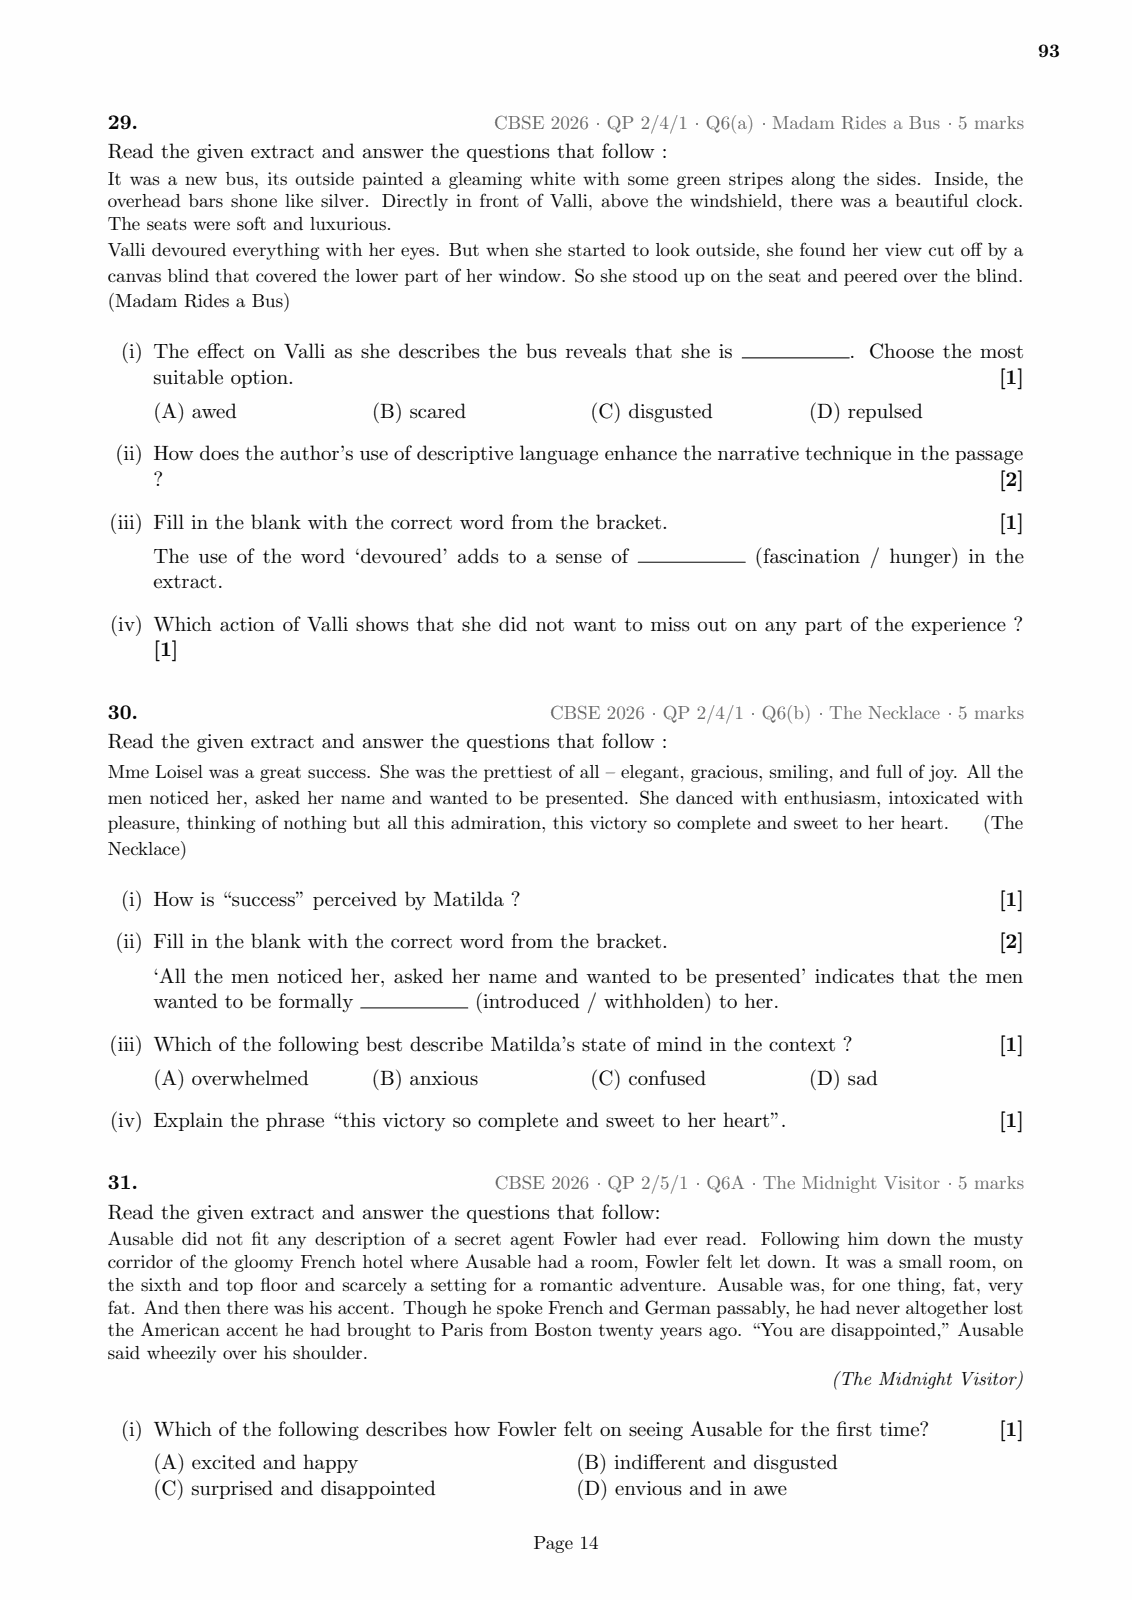 93
29. CBSE 2026 · QP 2/4/1 · Q6(a) · Madam Rides a Bus · 5 marks
Read the given extract and answer the questions that follow :
It was a new bus, its outside painted a gleaming white with some green stripes along the sides. Inside, the
overhead bars shone like silver. Directly in front of Valli, above the windshield, there was a beautiful clock.
The seats were soft and luxurious.
Valli devoured everything with her eyes. But when she started to look outside, she found her view cut off by a
canvas blind that covered the lower part of her window. So she stood up on the seat and peered over the blind.
(Madam Rides a Bus)
(i) The effect on Valli as she describes the bus reveals that she is __________. Choose the most
suitable option. [1]
(A) awed (B) scared (C) disgusted (D) repulsed
(ii) How does the author's use of descriptive language enhance the narrative technique in the passage
? [2]
(iii) Fill in the blank with the correct word from the bracket. [1]
The use of the word ‘devoured’ adds to a sense of __________ (fascination / hunger) in the
extract.
(iv) Which action of Valli shows that she did not want to miss out on any part of the experience ?
[1]
30. CBSE 2026 · QP 2/4/1 · Q6(b) · The Necklace · 5 marks
Read the given extract and answer the questions that follow :
Mme Loisel was a great success. She was the prettiest of all – elegant, gracious, smiling, and full of joy. All the
men noticed her, asked her name and wanted to be presented. She danced with enthusiasm, intoxicated with
pleasure, thinking of nothing but all this admiration, this victory so complete and sweet to her heart. (The
Necklace)
(i) How is “success” perceived by Matilda ? [1]
(ii) Fill in the blank with the correct word from the bracket. [2]
‘All the men noticed her, asked her name and wanted to be presented’ indicates that the men
wanted to be formally __________ (introduced / withholden) to her.
(iii) Which of the following best describe Matilda’s state of mind in the context ? [1]
(A) overwhelmed (B) anxious (C) confused (D) sad
(iv) Explain the phrase “this victory so complete and sweet to her heart”. [1]
31. CBSE 2026 · QP 2/5/1 · Q6A · The Midnight Visitor · 5 marks
Read the given extract and answer the questions that follow:
Ausable did not fit any description of a secret agent Fowler had ever read. Following him down the musty
corridor of the gloomy French hotel where Ausable had a room, Fowler felt let down. It was a small room, on
the sixth and top floor and scarcely a setting for a romantic adventure. Ausable was, for one thing, fat, very
fat. And then there was his accent. Though he spoke French and German passably, he had never altogether lost
the American accent he had brought to Paris from Boston twenty years ago. “You are disappointed,” Ausable
said wheezily over his shoulder.
(The Midnight Visitor)
(i) Which of the following describes how Fowler felt on seeing Ausable for the first time? [1]
(A) excited and happy (B) indifferent and disgusted
(C) surprised and disappointed (D) envious and in awe
Page 14